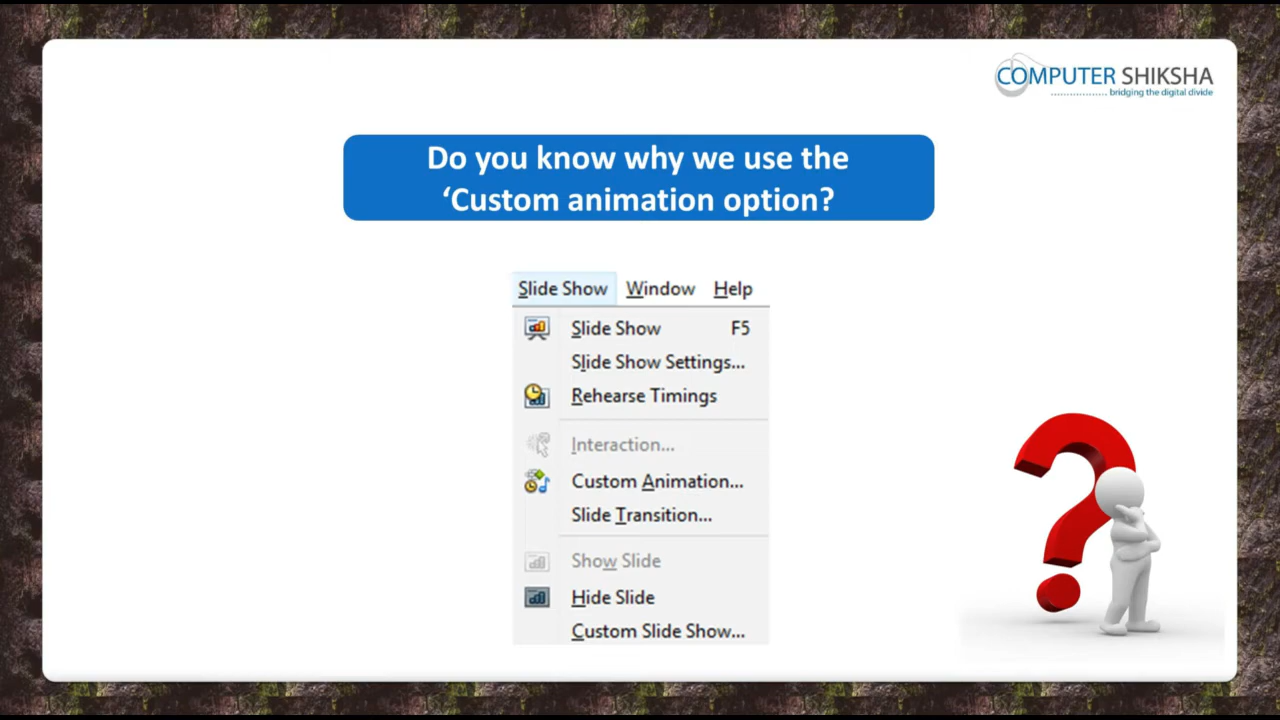 COMPUTER SHIKSHA
bridging the digital divide
Do you know why we use the
‘Custom animation option?
Slide Show Window Help
Slide Show F5
Slide Show Settings...
Rehearse Timings
Interaction...
Custom Animation...
Slide Transition...
Show Slide
Hide Slide
Custom Slide Show...